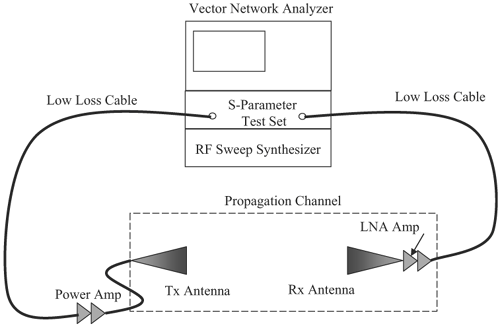 Vector Network Analyzer
Low Loss Cable
S-Parameter
Test Set
Low Loss Cable
RF Sweep Synthesizer
Propagation Channel
LNA Amp
Power Amp
Tx Antenna
Rx Antenna